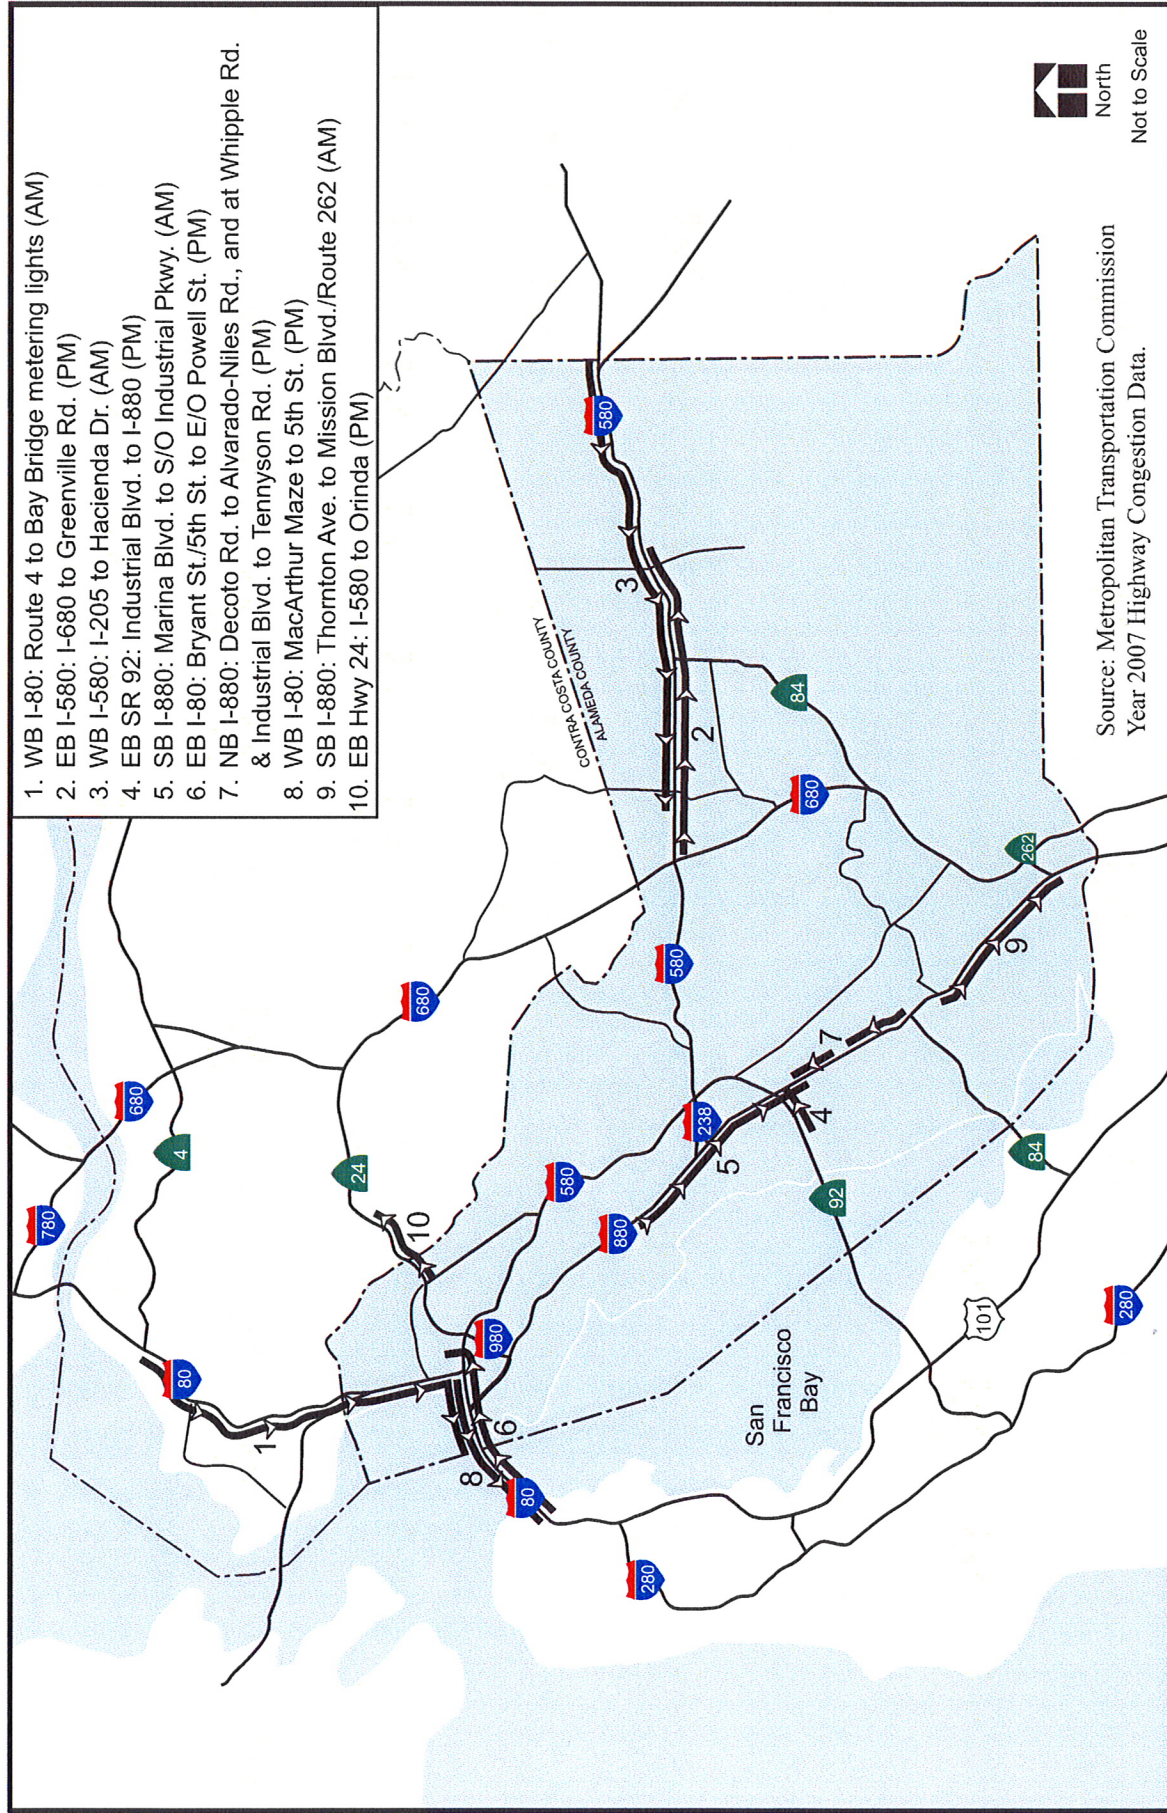 1. WB I-80: Route 4 to Bay Bridge metering lights (AM)
2. EB I-580: I-680 to Greenville Rd. (PM)
3. WB I-580: I-205 to Hacienda Dr. (AM)
4. EB SR 92: Industrial Blvd. to I-880 (PM)
5. SB I-880: Marina Blvd. to S/O Industrial Pkwy. (AM)
6. EB I-80: Bryant St./5th St. to E/O Powell St. (PM)
7. NB I-880: Decoto Rd. to Alvarado-Niles Rd., and at Whipple Rd.
& Industrial Blvd. to Tennyson Rd. (PM)
8. WB I-80: MacArthur Maze to 5th St. (PM)
9. SB I-880: Thornton Ave. to Mission Blvd./Route 262 (AM)
10. EB Hwy 24: I-580 to Orinda (PM)
780
680
4
80
1
24
680
10
980
580
8
6
80
280
880
238
5
4
92
7
580
CONTRA COSTA COUNTY
ALAMEDA COUNTY
3
580
2
84
680
262
9
84
101
280
San
Francisco
Bay
North
Not to Scale
Source: Metropolitan Transportation Commission
Year 2007 Highway Congestion Data.